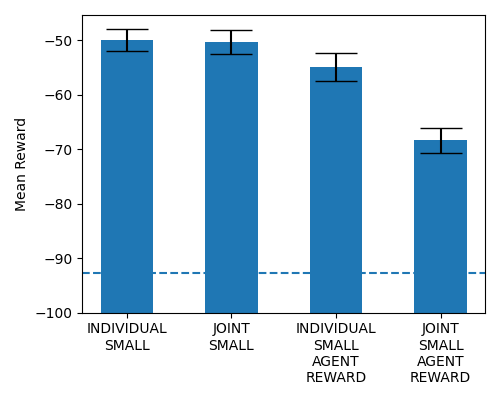 Mean Reward
−50
−60
−70
−80
−90
−100
INDIVIDUAL
SMALL
JOINT
SMALL
INDIVIDUAL
SMALL
AGENT
REWARD
JOINT
SMALL
AGENT
REWARD